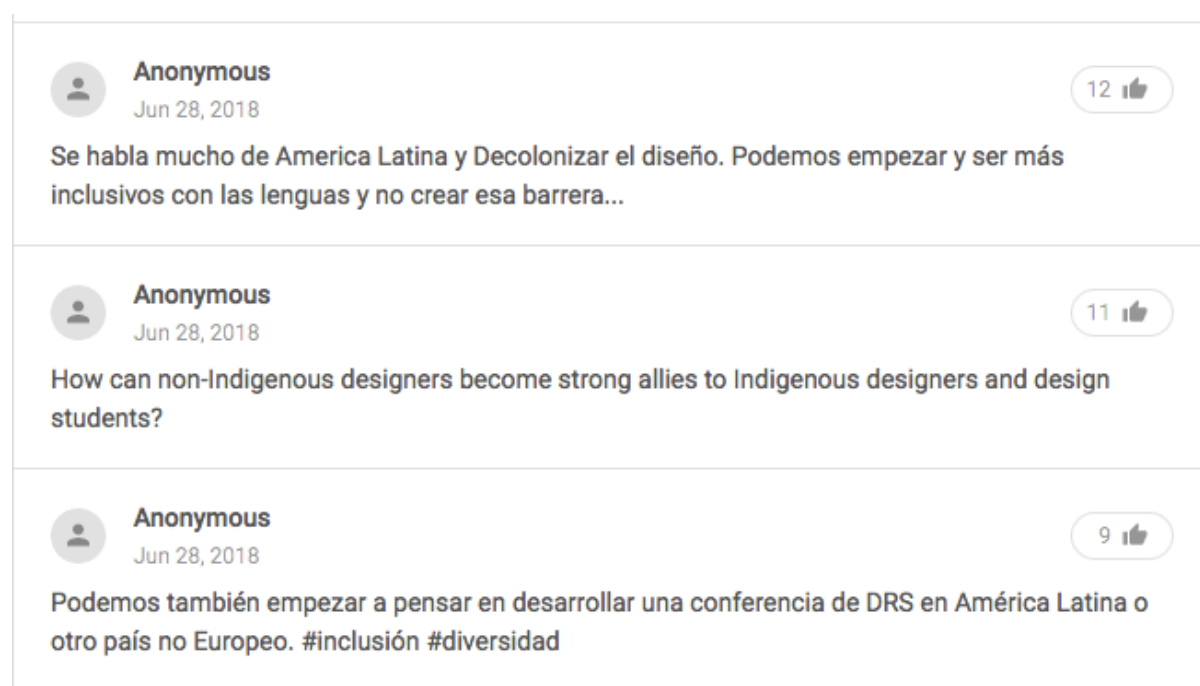 Anonymous
12
Jun 28, 2018
Se habla mucho de America Latina y Decolonizar el diseño. Podemos empezar y ser más
inclusivos con las lenguas y no crear esa barrera...
Anonymous
11
Jun 28, 2018
How can non-Indigenous designers become strong allies to Indigenous designers and design
students?
Anonymous
9
Jun 28, 2018
Podemos también empezar a pensar en desarrollar una conferencia de DRS en América Latina o
otro país no Europeo. #inclusión #diversidad